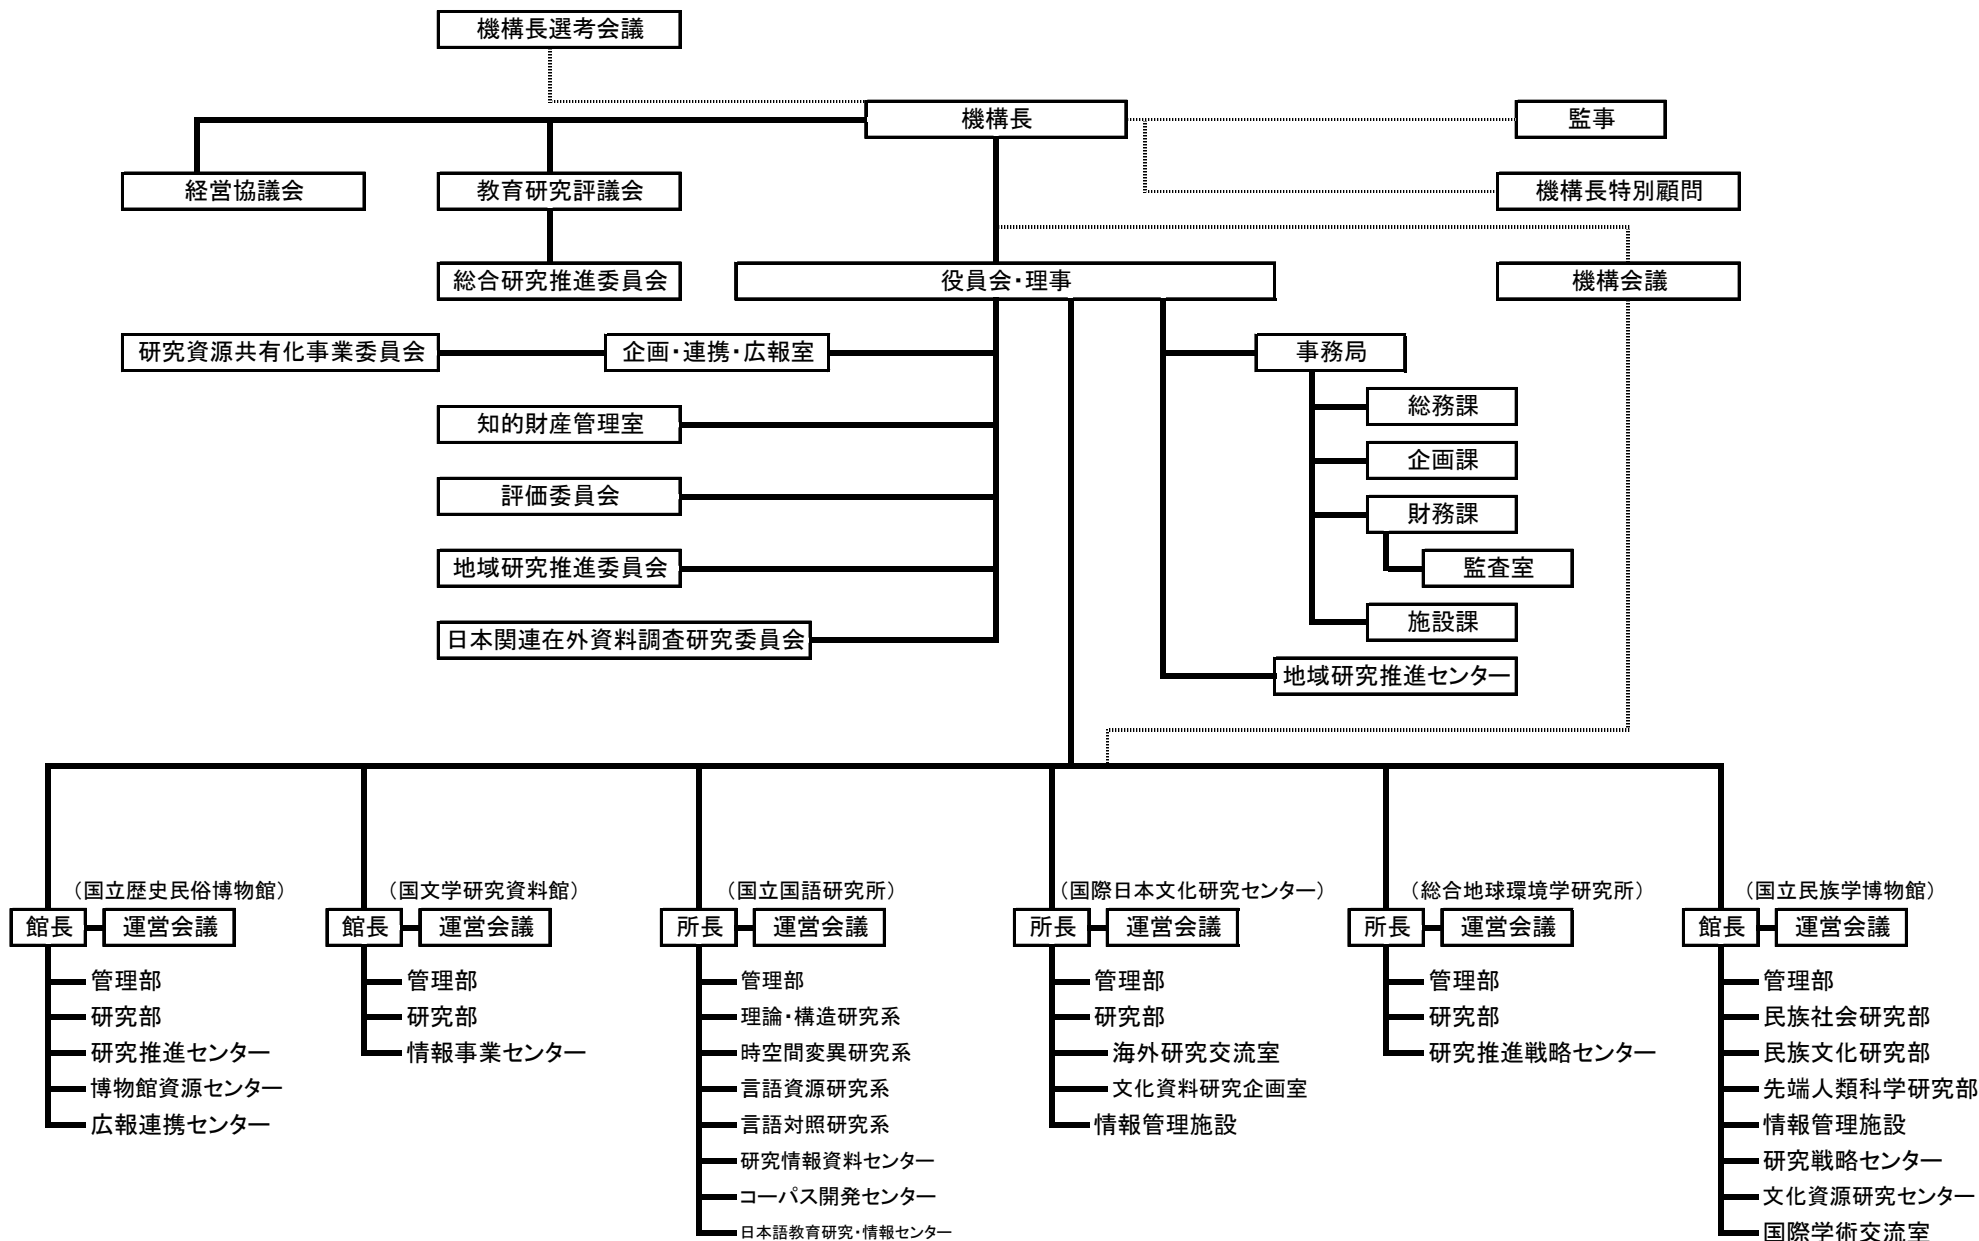 機構長選考会議
機構長
監事
経営協議会
教育研究評議会
機構長特別顧問
総合研究推進委員会
役員会・理事
機構会議
研究資源共有化事業委員会
企画・連携・広報室
事務局
総務課
知的財産管理室
企画課
評価委員会
財務課
地域研究推進委員会
監査室
施設課
日本関連在外資料調査研究委員会
地域研究推進センター
（国立歴史民俗博物館）
館長
運営会議
管理部
研究部
研究推進センター
博物館資源センター
広報連携センター
（国文学研究資料館）
館長
運営会議
管理部
研究部
情報事業センター
（国立国語研究所）
所長
運営会議
管理部
理論・構造研究系
時空間変異研究系
言語資源研究系
言語対照研究系
研究情報資料センター
コーパス開発センター
日本語教育研究・情報センター
（国際日本文化研究センター）
所長
運営会議
管理部
研究部
海外研究交流室
文化資料研究企画室
情報管理施設
（総合地球環境学研究所）
所長
運営会議
管理部
研究部
研究推進戦略センター
（国立民族学博物館）
館長
運営会議
管理部
民族社会研究部
民族文化研究部
先端人類科学研究部
情報管理施設
研究戦略センター
文化資源研究センター
国際学術交流室